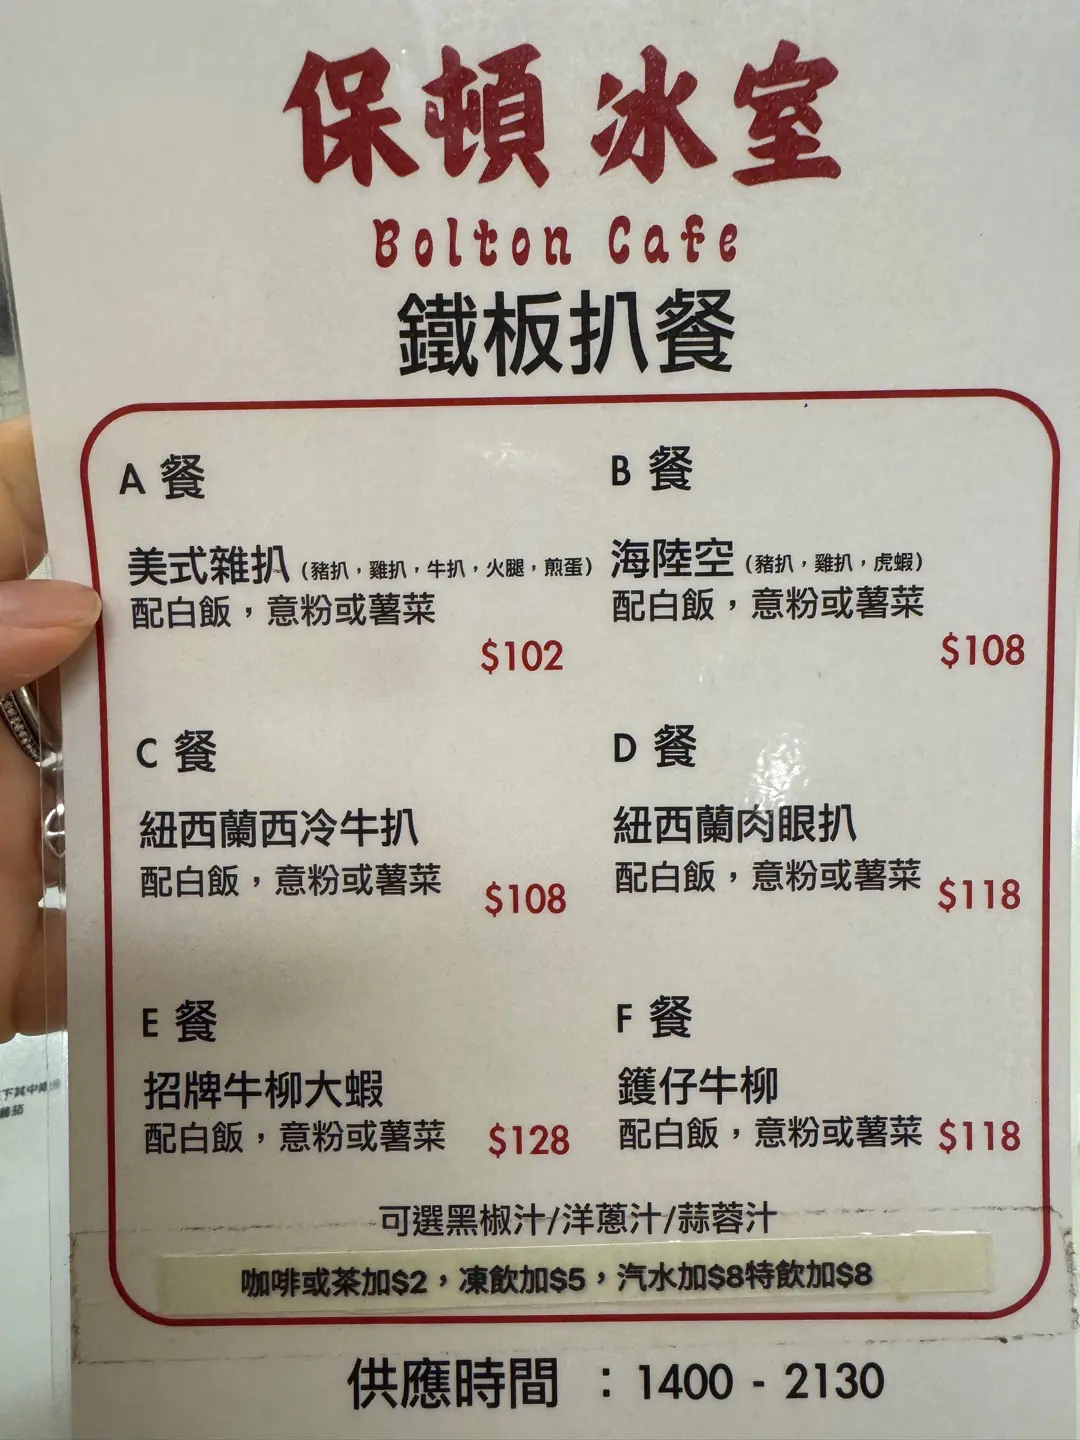 保頓冰室
Bolton Cafe
鐵板扒餐
A 餐
美式雜扒 (豬扒，雞扒，牛扒，火腿，煎蛋)
配白飯，意粉或薯菜
$102
B 餐
海陸空 (豬扒，雞扒，虎蝦)
配白飯，意粉或薯菜
$108
C 餐
紐西蘭西冷牛扒
配白飯，意粉或薯菜
$108
D 餐
紐西蘭肉眼扒
配白飯，意粉或薯菜
$118
E 餐
招牌牛柳大蝦
配白飯，意粉或薯菜 $128
F 餐
鑊仔牛柳
配白飯，意粉或薯菜 $118
可選黑椒汁/洋蔥汁/蒜蓉汁
咖啡或茶加$2，凍飲加$5，汽水加$8特飲加$8
供應時間 ：1400 - 2130
下其中